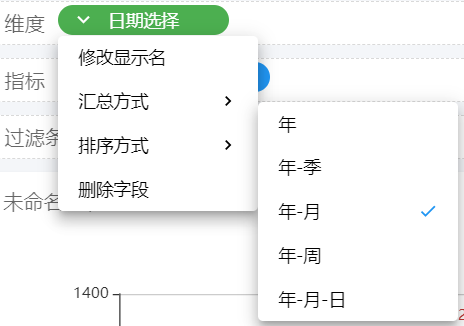 维度
日期选择
修改显示名
指标
汇总方式
过滤条
排序方式
删除字段
未命名
年
年-季
年-月
年-周
年-月-日
1400
2